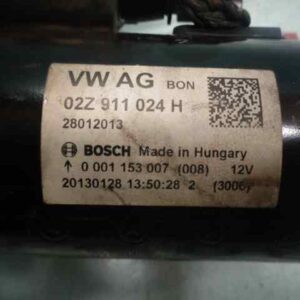 VW AG BON
02Z 911 024 H
28012013
BOSCH Made in Hungary
↑ 0 001 153 007 (008) 12V
20130128 13:50:28 2 (3006)